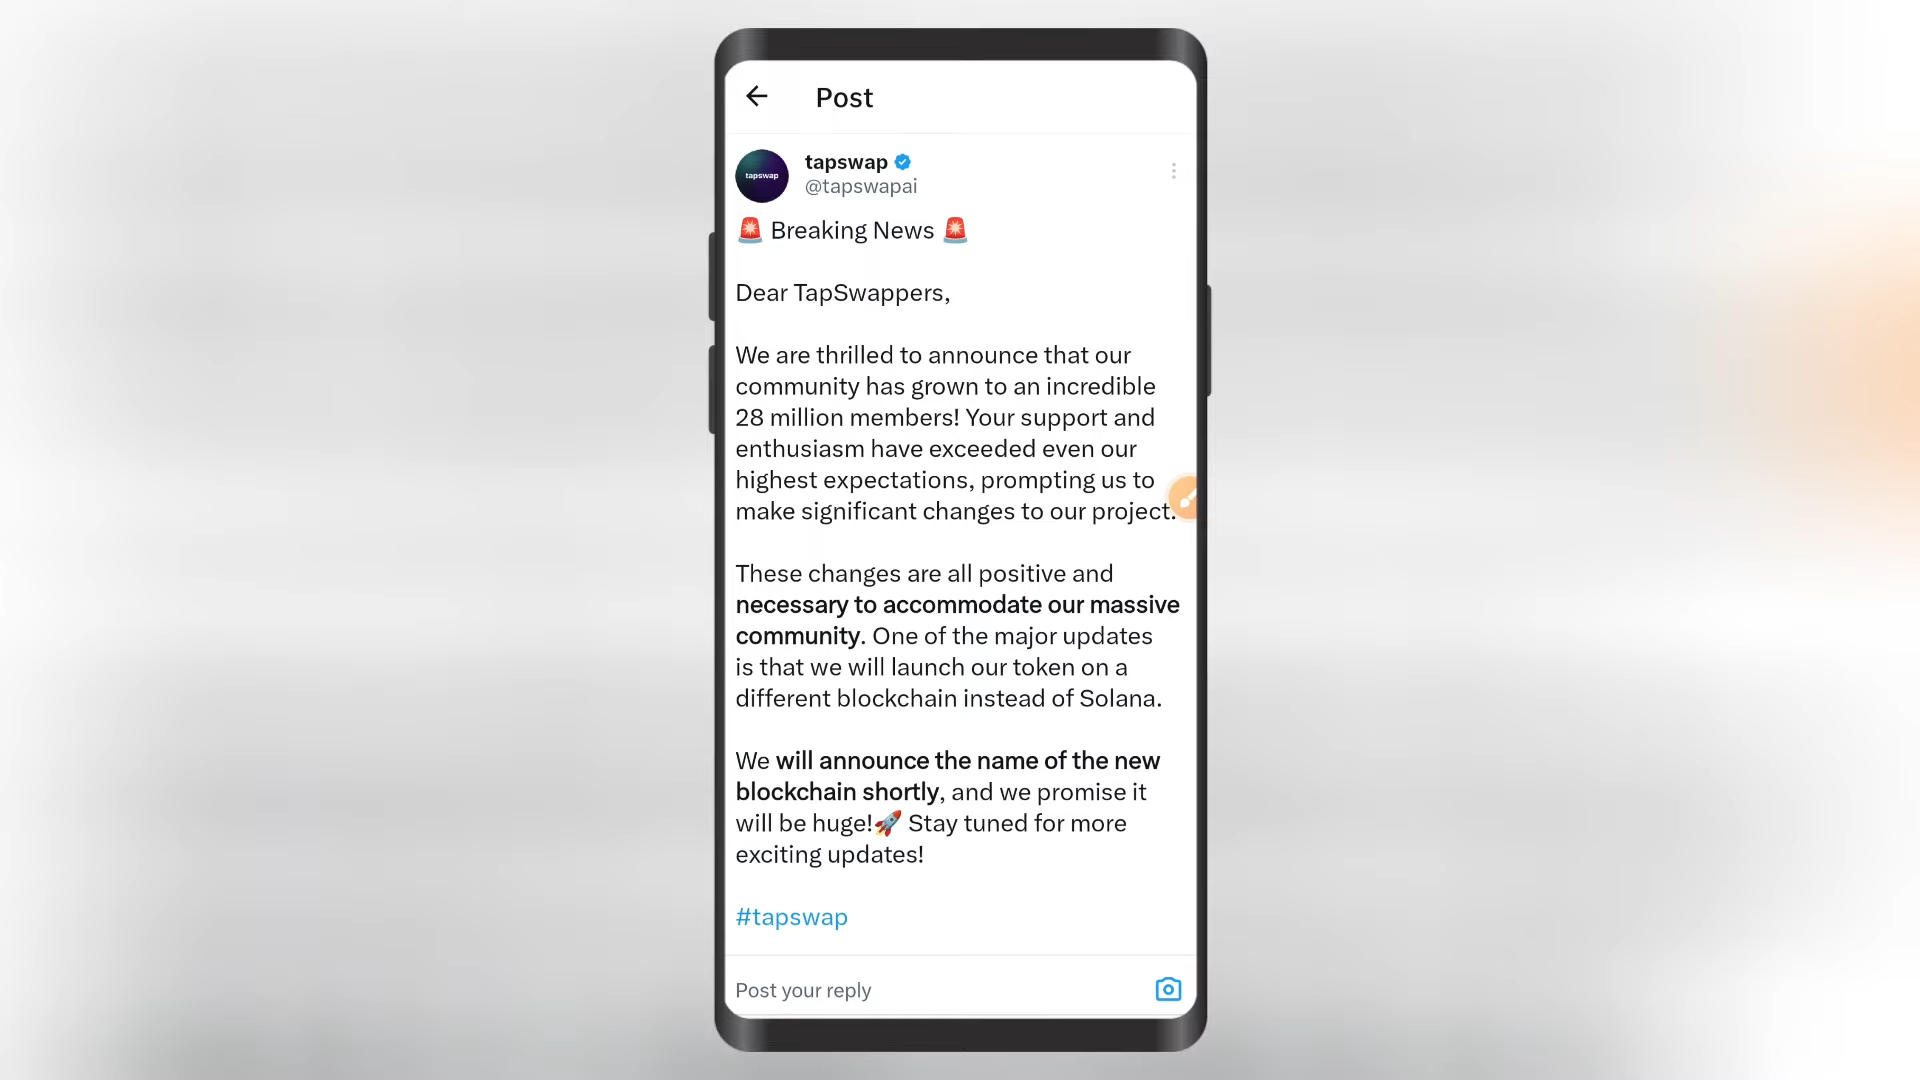 Post
tapswap
tapswap
@tapswapai
🚨 Breaking News 🚨
Dear TapSwappers,
We are thrilled to announce that our
community has grown to an incredible
28 million members! Your support and
enthusiasm have exceeded even our
highest expectations, prompting us to
make significant changes to our project.
These changes are all positive and
necessary to accommodate our massive
community. One of the major updates
is that we will launch our token on a
different blockchain instead of Solana.
We will announce the name of the new
blockchain shortly, and we promise it
will be huge!🚀 Stay tuned for more
exciting updates!
#tapswap
Post your reply